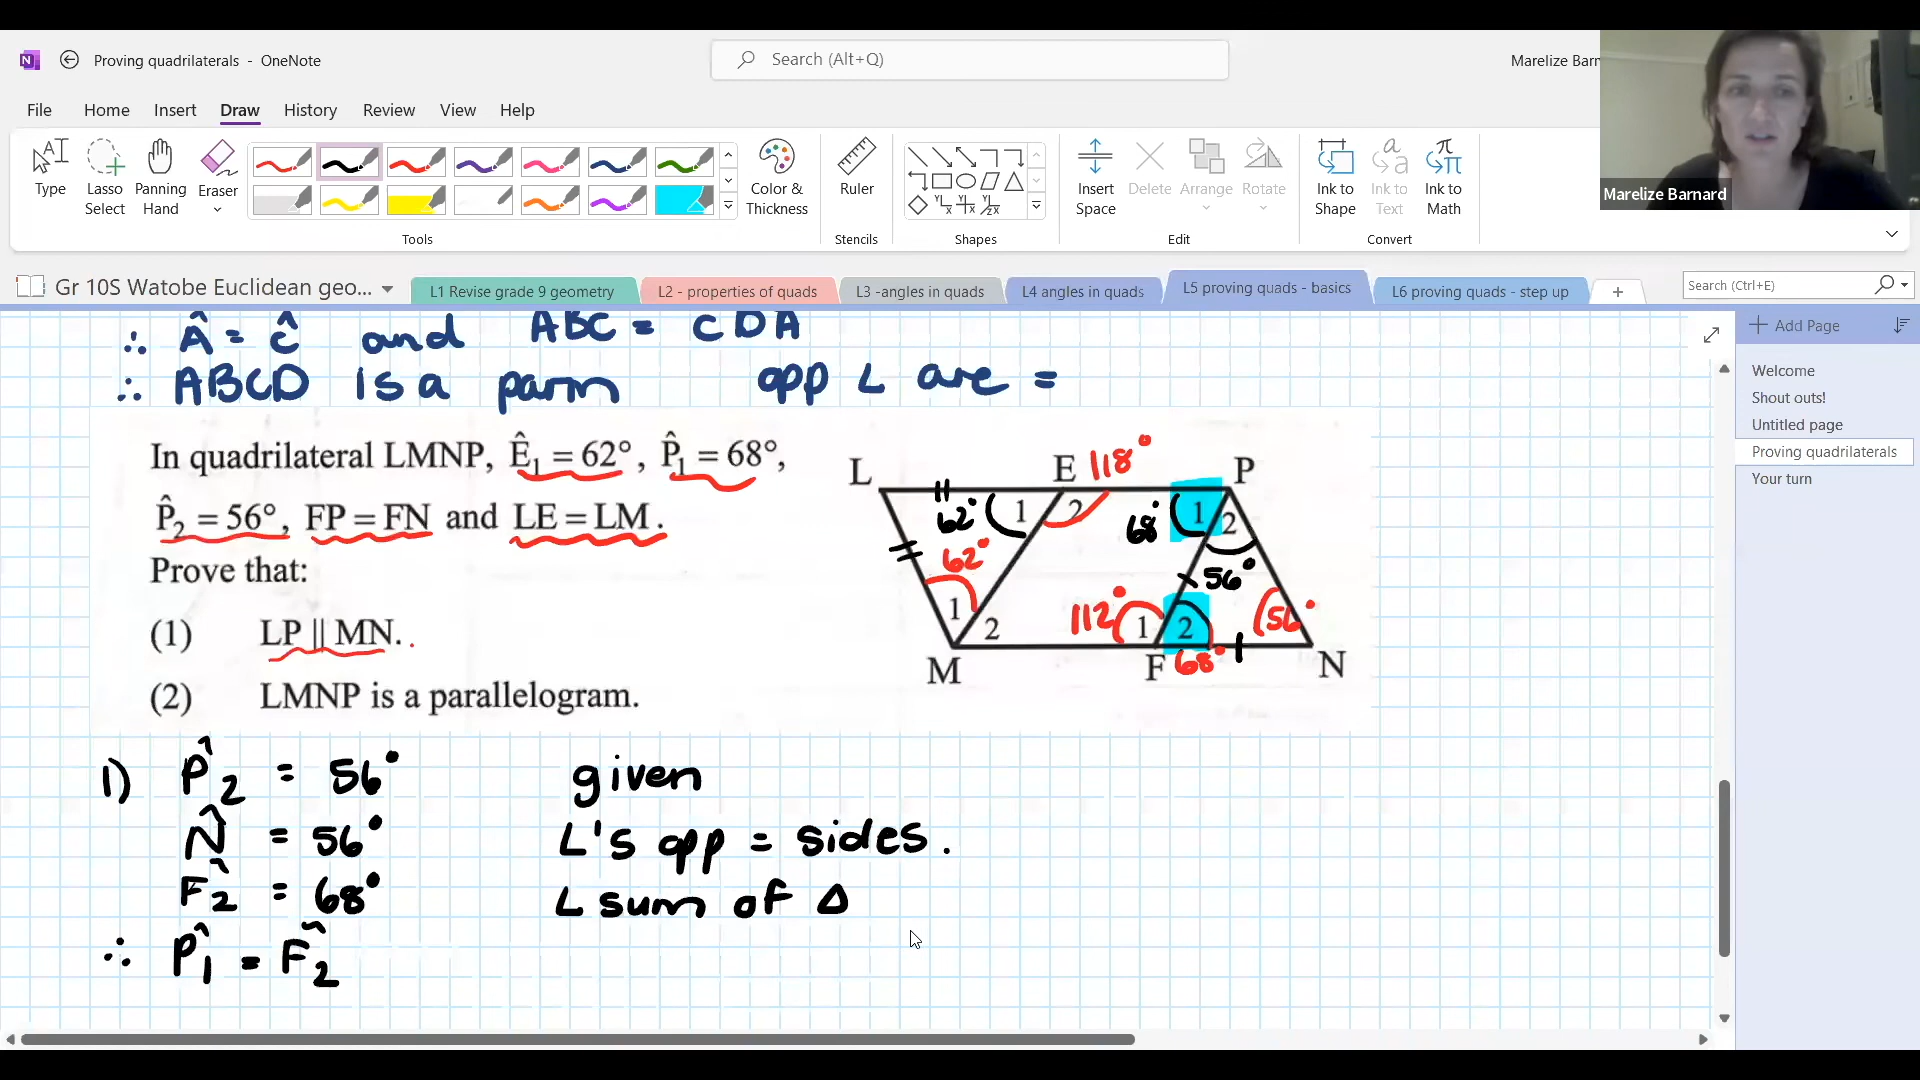 Proving quadrilaterals - OneNote
Search (Alt+Q)
Marelize Barn
File Home Insert Draw History Review View Help
Type
Lasso Select
Panning Hand
Eraser
Color & Thickness
Ruler
Insert Space
Delete
Arrange
Rotate
Ink to Shape
Ink to Text
Ink to Math
Marelize Barnard
Tools
Stencils
Shapes
Edit
Convert
Gr 10S Watobe Euclidean geo...
L1 Revise grade 9 geometry
L2 - properties of quads
L3 -angles in quads
L4 angles in quads
L5 proving quads - basics
L6 proving quads - step up
+
Search (Ctrl+E)
Add Page
Welcome
Shout outs!
Untitled page
Proving quadrilaterals
Your turn
∴ Â = Ĉ and ABC = CDA
∴ ABCD is a parm opp ∠ are =
In quadrilateral LMNP, Ê₁ = 62°, P̂₁ = 68°,
P̂₂ = 56°, FP = FN and LE = LM.
Prove that:
(1) LP || MN.
(2) LMNP is a parallelogram.
L E 118° P
62° 1 2 68° 1 2
62° 56°
1 2 112° 1 2 56°
M F 68° N
1) P̂₂ = 56° given
N̂ = 56° ∠'s opp = sides.
F̂₂ = 68° ∠ sum of Δ
∴ P̂₁ = F̂₂